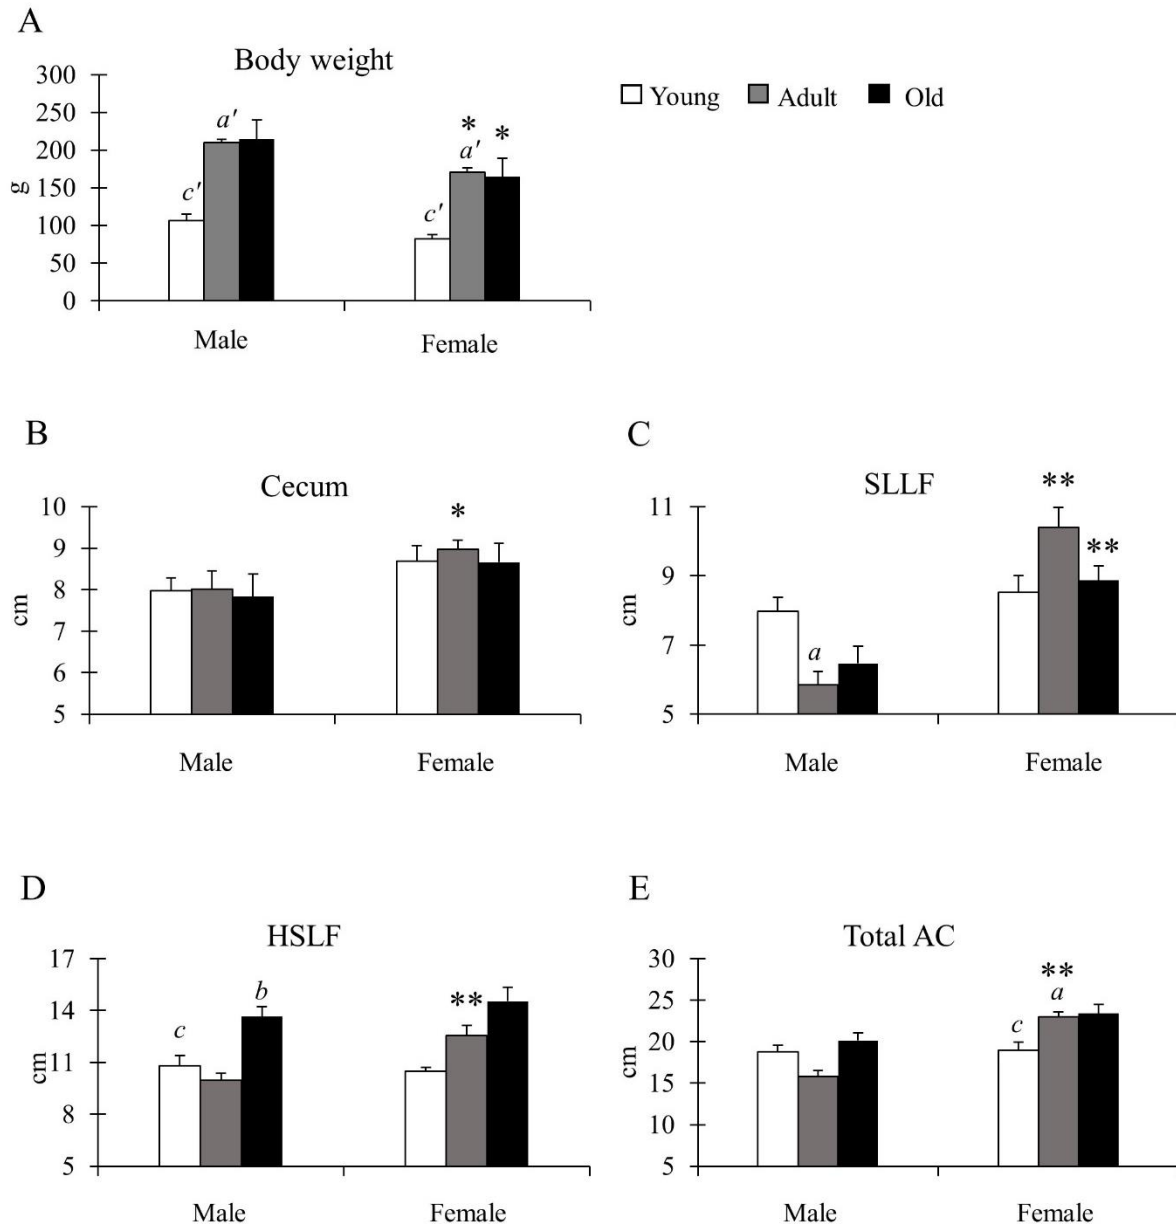 A
Body weight
Young Adult Old
300
250
200
150
100
50
0
g
c′
a′
c′
*
a′
*
Male Female
B
Cecum
10
9
8
7
6
5
cm
*
Male Female
C
SLLF
11
9
7
5
cm
a
**
**
Male Female
D
HSLF
17
14
11
8
5
cm
c
b
**
Male Female
E
Total AC
30
25
20
15
10
5
cm
c
**
a
Male Female